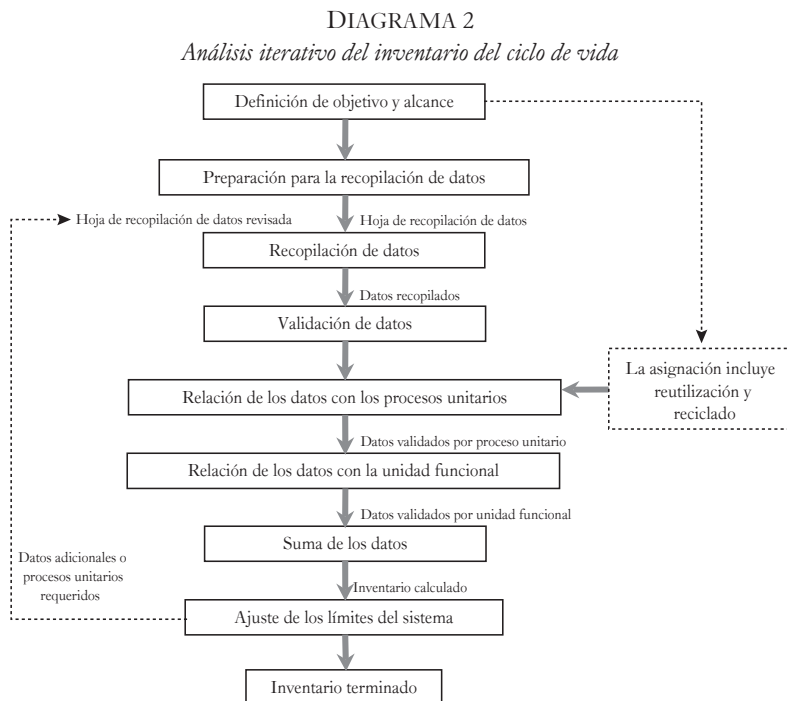 DIAGRAMA 2
Análisis iterativo del inventario del ciclo de vida
Definición de objetivo y alcance
Preparación para la recopilación de datos
Hoja de recopilación de datos revisada
Hoja de recopilación de datos
Recopilación de datos
Datos recopilados
Validación de datos
La asignación incluye
reutilización y
reciclado
Relación de los datos con los procesos unitarios
Datos validados por proceso unitario
Relación de los datos con la unidad funcional
Datos validados por unidad funcional
Suma de los datos
Datos adicionales o
procesos unitarios
requeridos
Inventario calculado
Ajuste de los límites del sistema
Inventario terminado